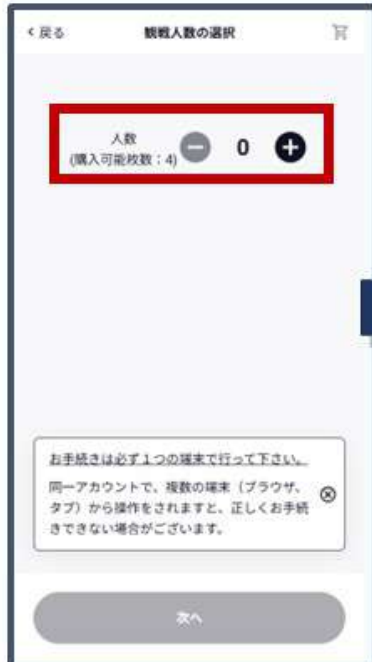 < 戻る 観戦人数の選択
人数
(購入可能枚数：4)
0
お手続きは必ず１つの端末で行って下さい。
同一アカウントで、複数の端末（ブラウザ、
タブ）から操作をされますと、正しくお手続
きできない場合がございます。
次へ